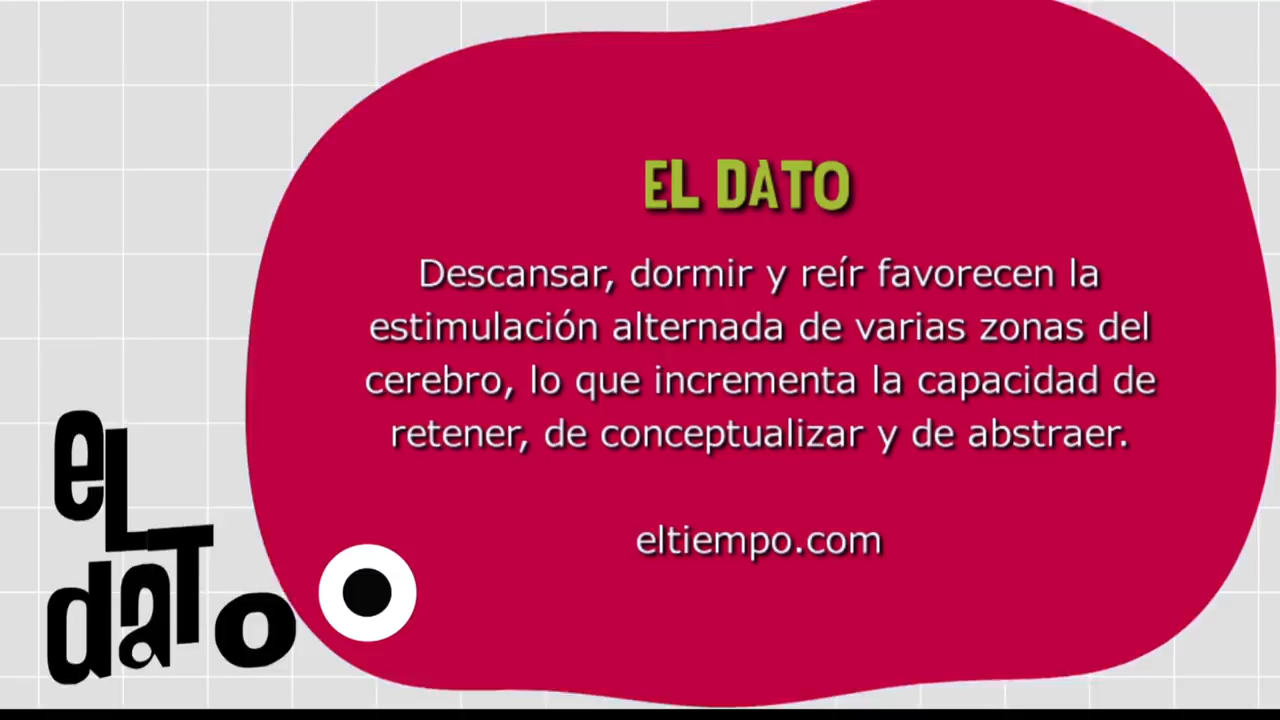 EL DATO
Descansar, dormir y reír favorecen la
estimulación alternada de varias zonas del
cerebro, lo que incrementa la capacidad de
retener, de conceptualizar y de abstraer.
eltiempo.com
eL
daTo